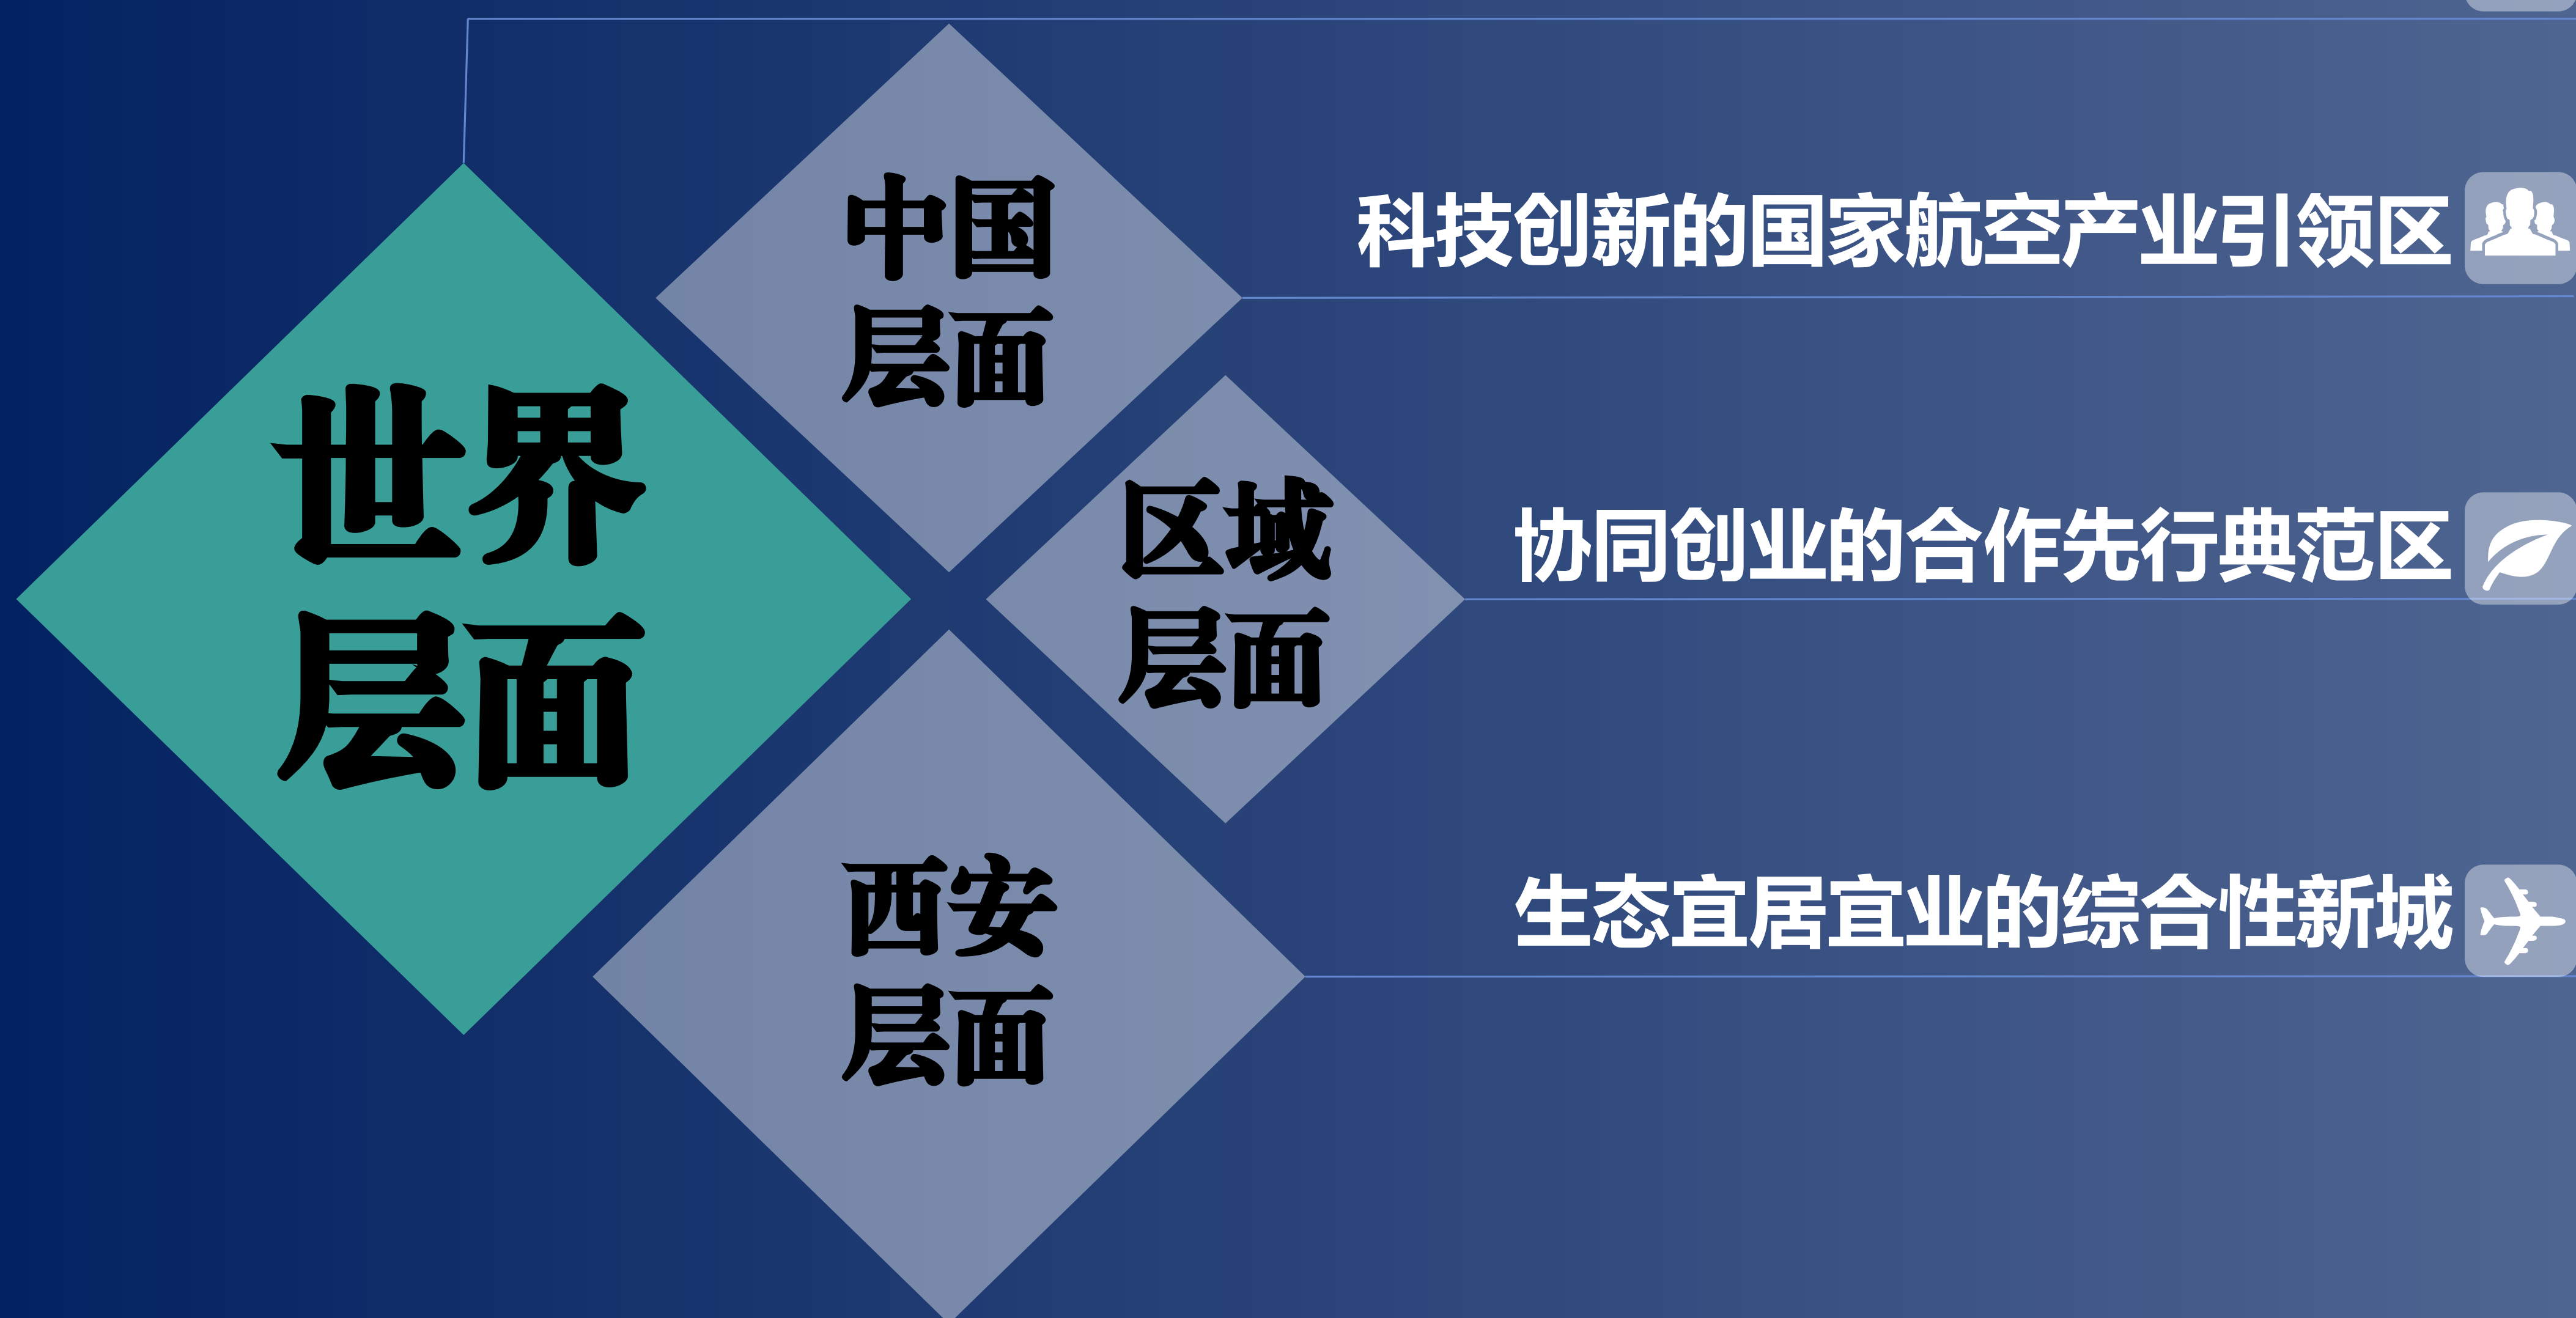 世界
层面
中国
层面
科技创新的国家航空产业引领区
区域
层面
协同创业的合作先行典范区
西安
层面
生态宜居宜业的综合性新城